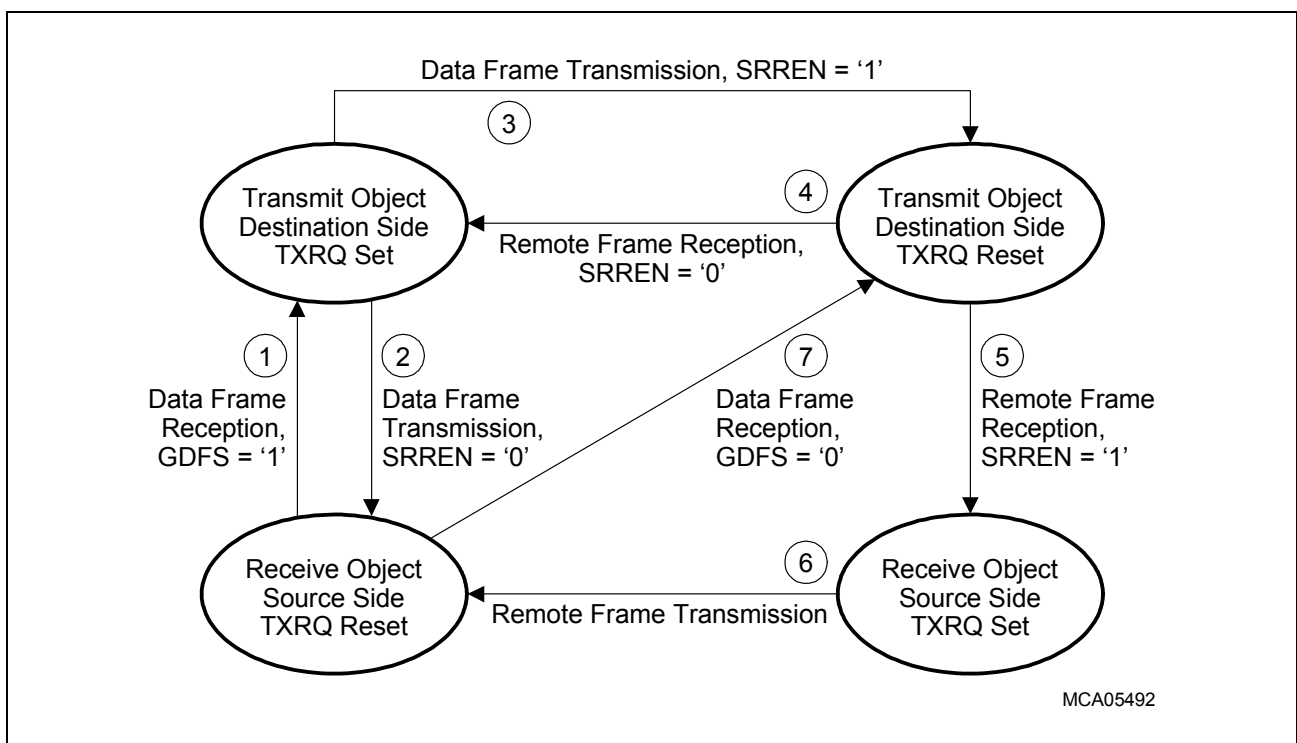 Data Frame Transmission, SRREN = ‘1’
3
Transmit Object
Destination Side
TXRQ Set
4
Remote Frame Reception,
SRREN = ‘0’
Transmit Object
Destination Side
TXRQ Reset
1
Data Frame
Reception,
GDFS = ‘1’
2
Data Frame
Transmission,
SRREN = ‘0’
7
Data Frame
Reception,
GDFS = ‘0’
5
Remote Frame
Reception,
SRREN = ‘1’
Receive Object
Source Side
TXRQ Reset
6
Remote Frame Transmission
Receive Object
Source Side
TXRQ Set
MCA05492